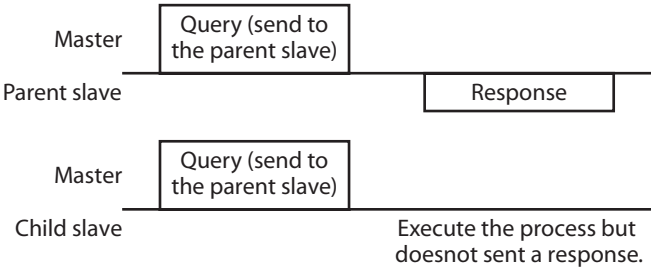 Query (send to
the parent slave)
Master
Parent slave
Response
Query (send to
the parent slave)
Master
Child slave
Execute the process but
doesnot sent a response.